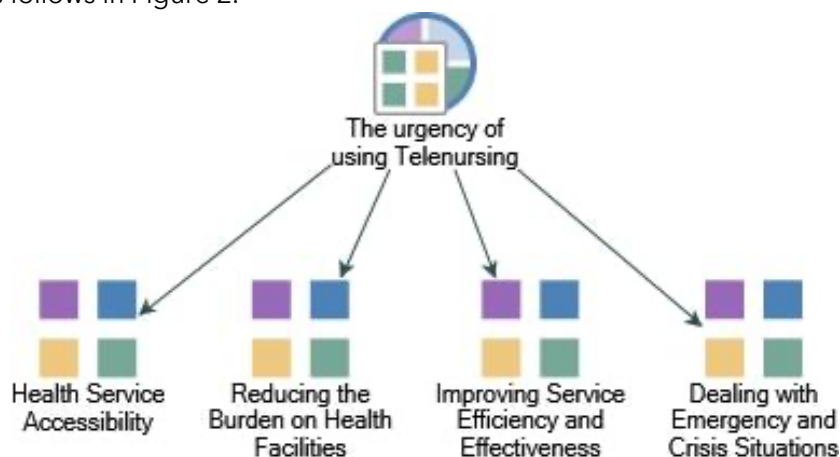 follows in Figure 2.
The urgency of
using Telenursing
Health Service
Accessibility
Reducing the
Burden on Health
Facilities
Improving Service
Efficiency and
Effectiveness
Dealing with
Emergency and
Crisis Situations